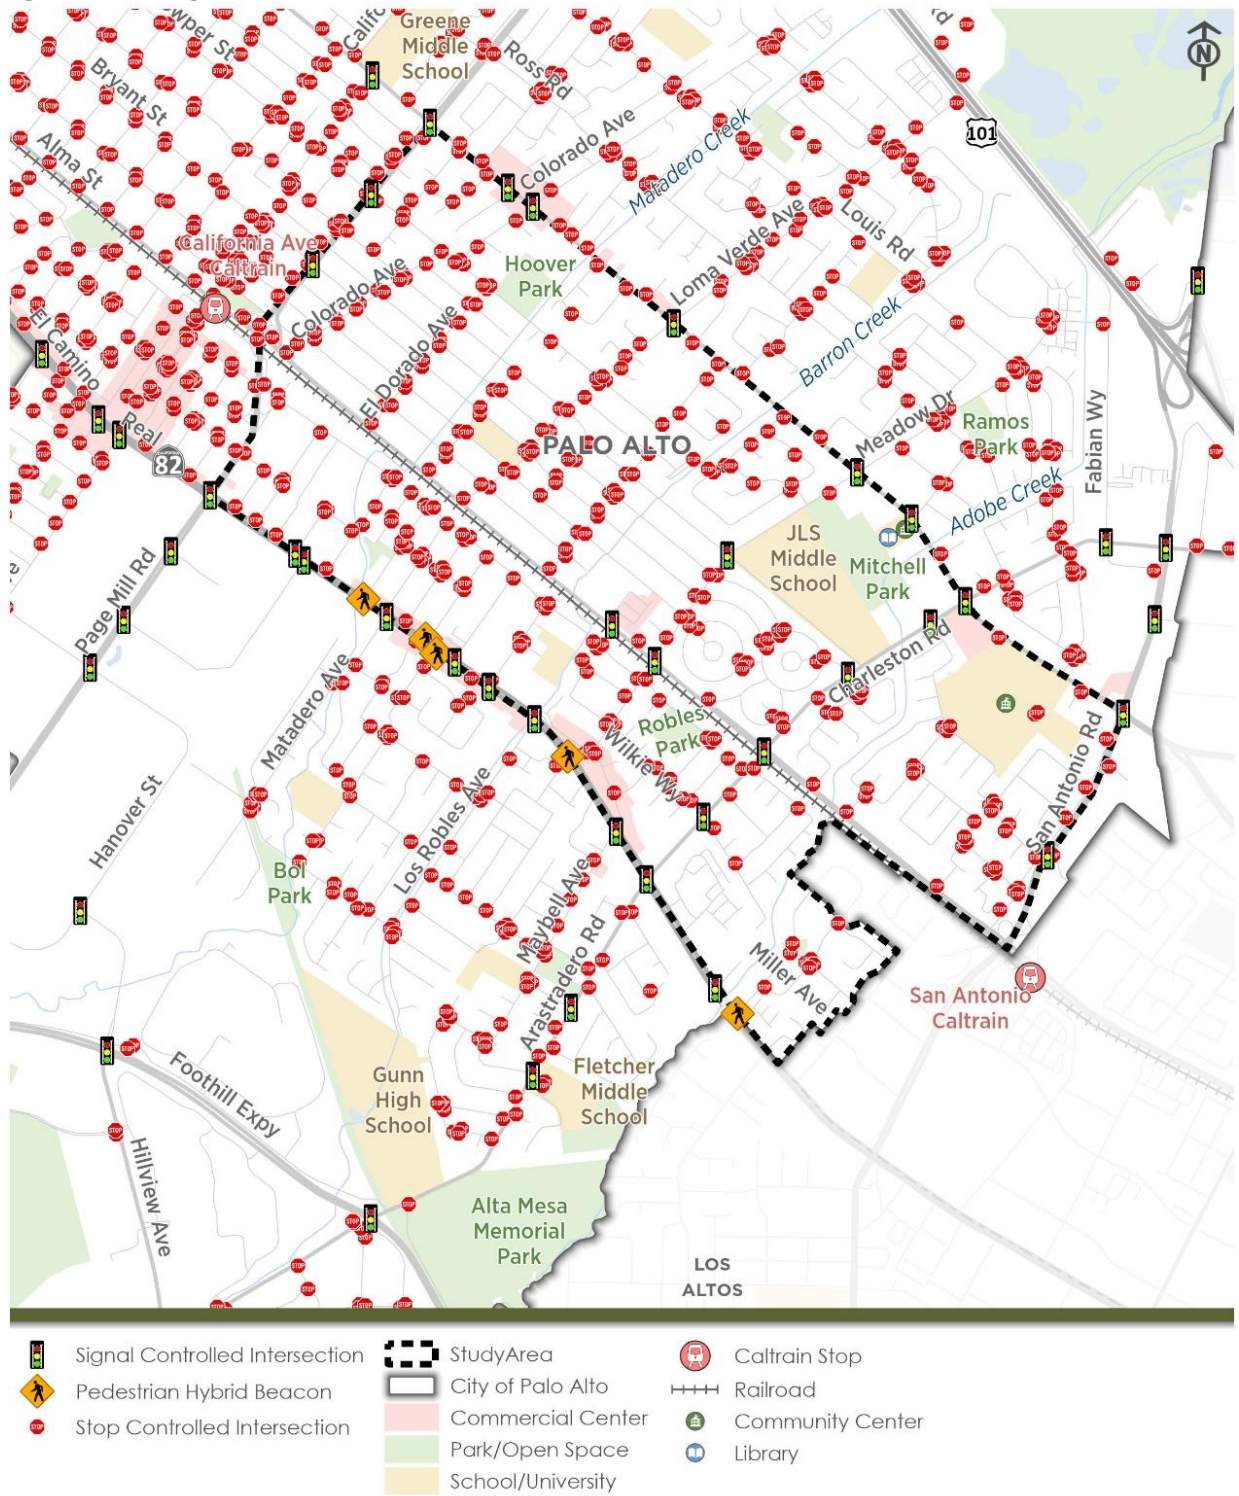 Greene
Middle
School
wper St
Califo
Ross Rd
Rd
Bryant St
Alma St
Colorado Ave
Matadero Creek
101
California Ave
Caltrain
Louis Rd
Loma Verde Ave
Hoover
Park
Colorado Ave
El Dorado Ave
Barron Creek
El Camino
Real
82
PALO ALTO
Meadow Dr
Ramos
Park
Fabian Wy
Adobe Creek
JLS
Middle
School
Mitchell
Park
Page Mill Rd
Charleston Rd
Matadero Ave
Robles
Park
Wilkie Wy
San Antonio Rd
Hanover St
Los Robles Ave
Bol
Park
Maybell Ave
Arastradero Rd
Miller Ave
San Antonio
Caltrain
Foothill Expy
Gunn
High
School
Fletcher
Middle
School
Hillview Ave
Alta Mesa
Memorial
Park
LOS
ALTOS
N
STOP
Signal Controlled Intersection
Pedestrian Hybrid Beacon
Stop Controlled Intersection
StudyArea
City of Palo Alto
Commercial Center
Park/Open Space
School/University
Caltrain Stop
Railroad
Community Center
Library